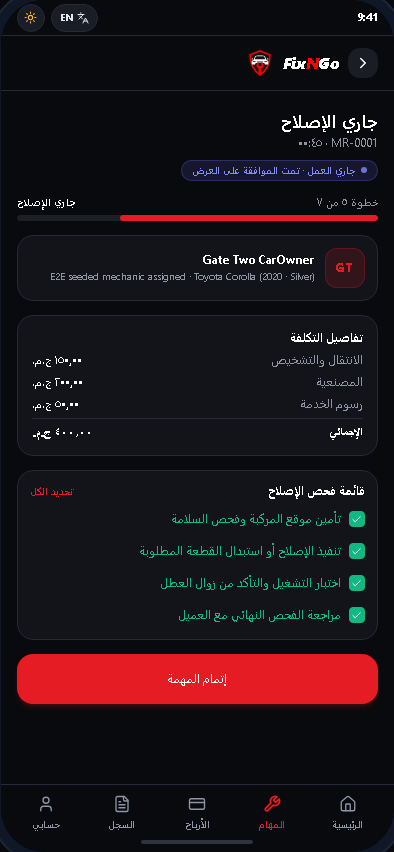 9:41
EN
FixNGo
جاري الإصلاح
MR-0001 · ٠٠:٤٥
جاري العمل · تمت الموافقة على العرض
خطوة ٥ من ٧
جاري الإصلاح
GT
Gate Two CarOwner
E2E seeded mechanic assigned · Toyota Corolla (2020 · Silver)
تفاصيل التكلفة
الانتقال والتشخيص
١٥٠٫٠٠ ج.م.
المصنعية
٢٠٠٫٠٠ ج.م.
رسوم الخدمة
٥٠٫٠٠ ج.م.
الإجمالي
٤٠٠٫٠٠ ج.م.
قائمة فحص الإصلاح
تحديد الكل
تأمين موقع المركبة وفحص السلامة
تنفيذ الإصلاح أو استبدال القطعة المطلوبة
اختبار التشغيل والتأكد من زوال العطل
مراجعة الفحص النهائي مع العميل
إتمام المهمة
الرئيسية
المهام
الأرباح
السجل
حسابي